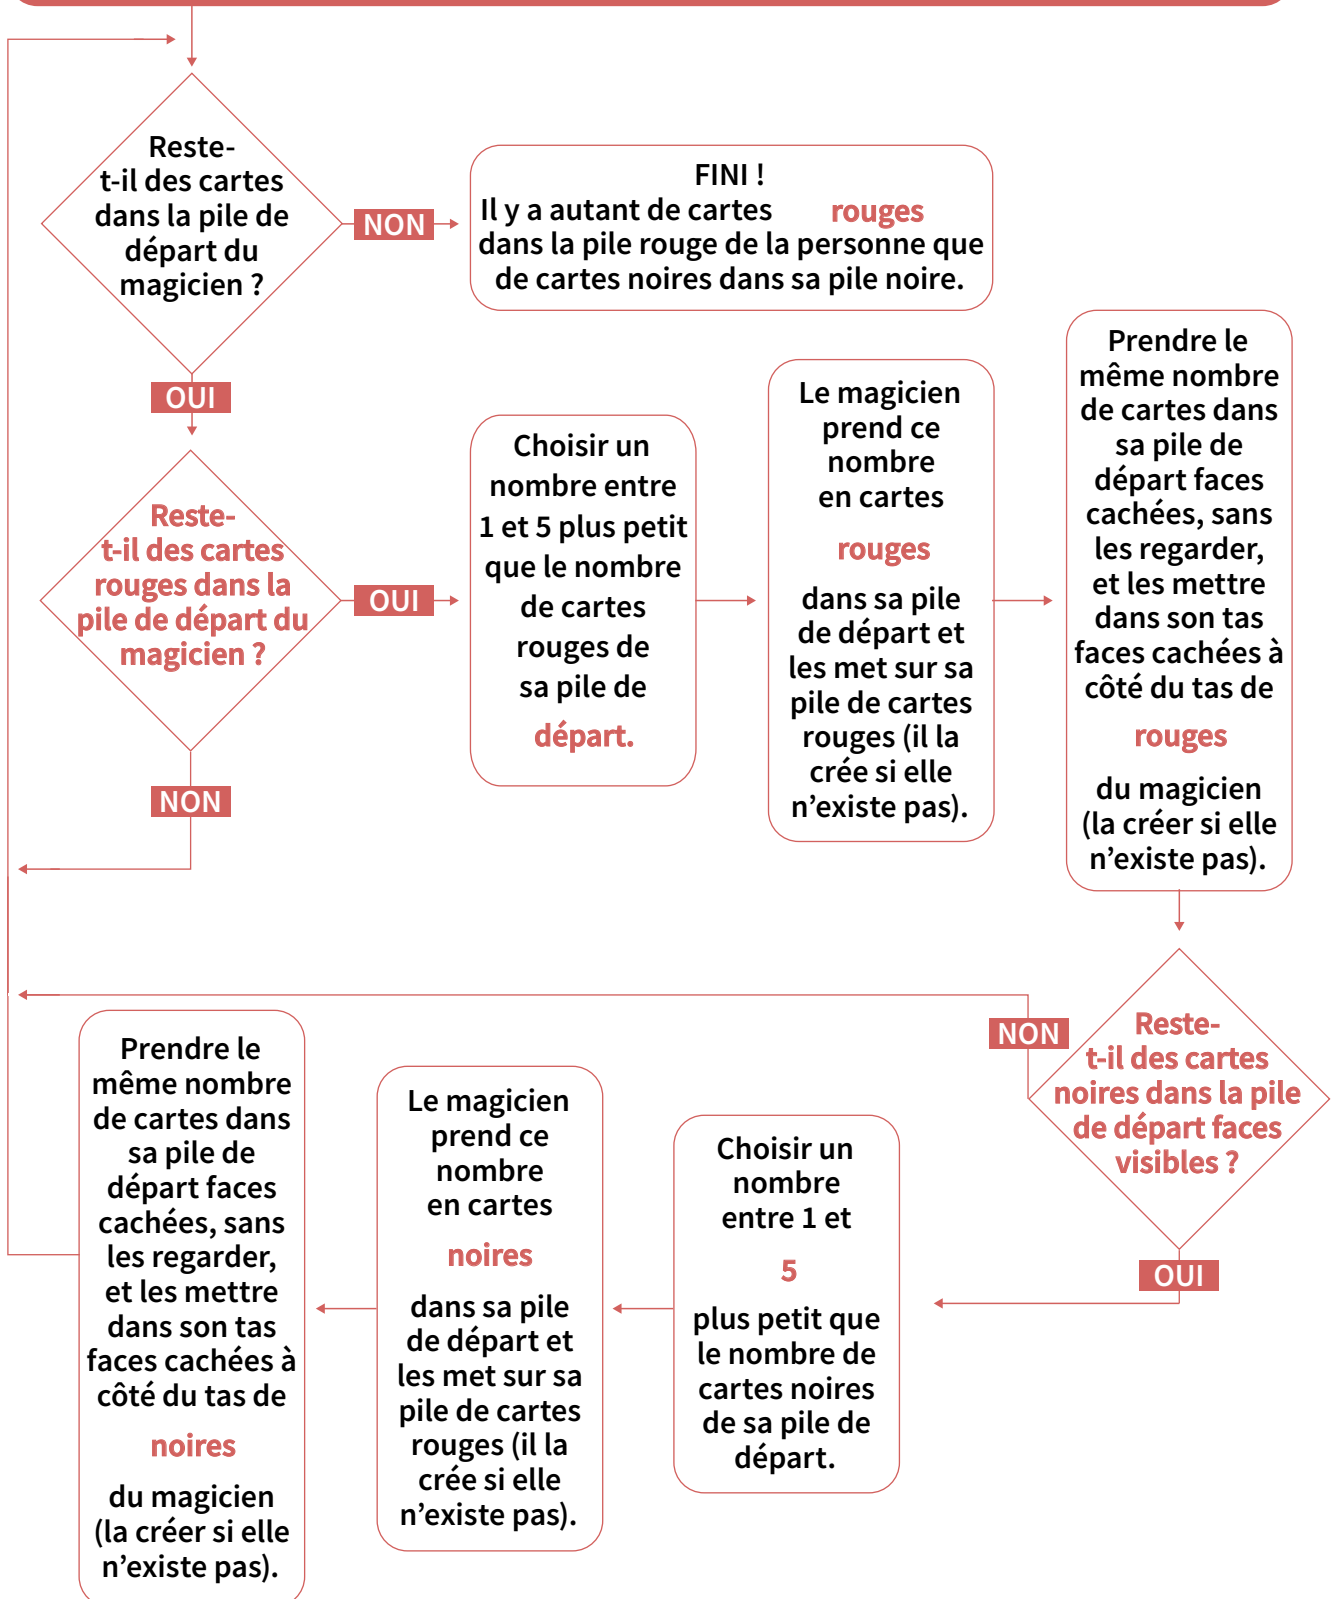 Reste-
t-il des cartes
dans la pile de
départ du
magicien ?
NON
FINI !
Il y a autant de cartes rouges
dans la pile rouge de la personne que
de cartes noires dans sa pile noire.
OUI
Reste-
t-il des cartes
rouges dans la
pile de départ du
magicien ?
OUI
Choisir un
nombre entre
1 et 5 plus petit
que le nombre
de cartes
rouges de
sa pile de
départ.
Le magicien
prend ce
nombre
en cartes
rouges
dans sa pile
de départ et
les met sur sa
pile de cartes
rouges (il la
crée si elle
n’existe pas).
Prendre le
même nombre
de cartes dans
sa pile de
départ faces
cachées, sans
les regarder,
et les mettre
dans son tas
faces cachées à
côté du tas de
rouges
du magicien
(la créer si elle
n’existe pas).
NON
Reste-
t-il des cartes
noires dans la pile
de départ faces
visibles ?
NON
OUI
Choisir un
nombre
entre 1 et
5
plus petit que
le nombre de
cartes noires
de sa pile de
départ.
Le magicien
prend ce
nombre
en cartes
noires
dans sa pile
de départ et
les met sur sa
pile de cartes
rouges (il la
crée si elle
n’existe pas).
Prendre le
même nombre
de cartes dans
sa pile de
départ faces
cachées, sans
les regarder,
et les mettre
dans son tas
faces cachées à
côté du tas de
noires
du magicien
(la créer si elle
n’existe pas).